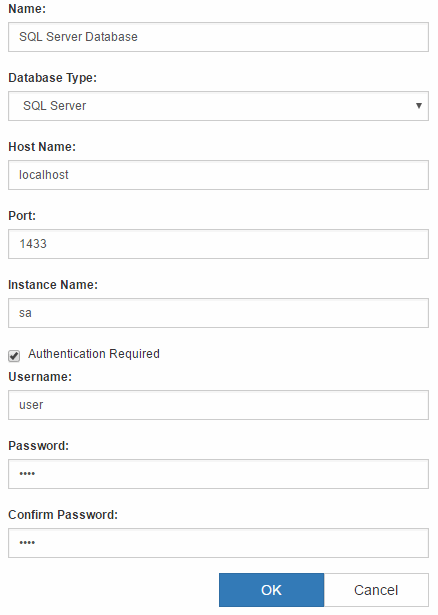 Name:
SQL Server Database
Database Type:
SQL Server
Host Name:
localhost
Port:
1433
Instance Name:
sa
Authentication Required
Username:
user
Password:
••••
Confirm Password:
••••
OK Cancel